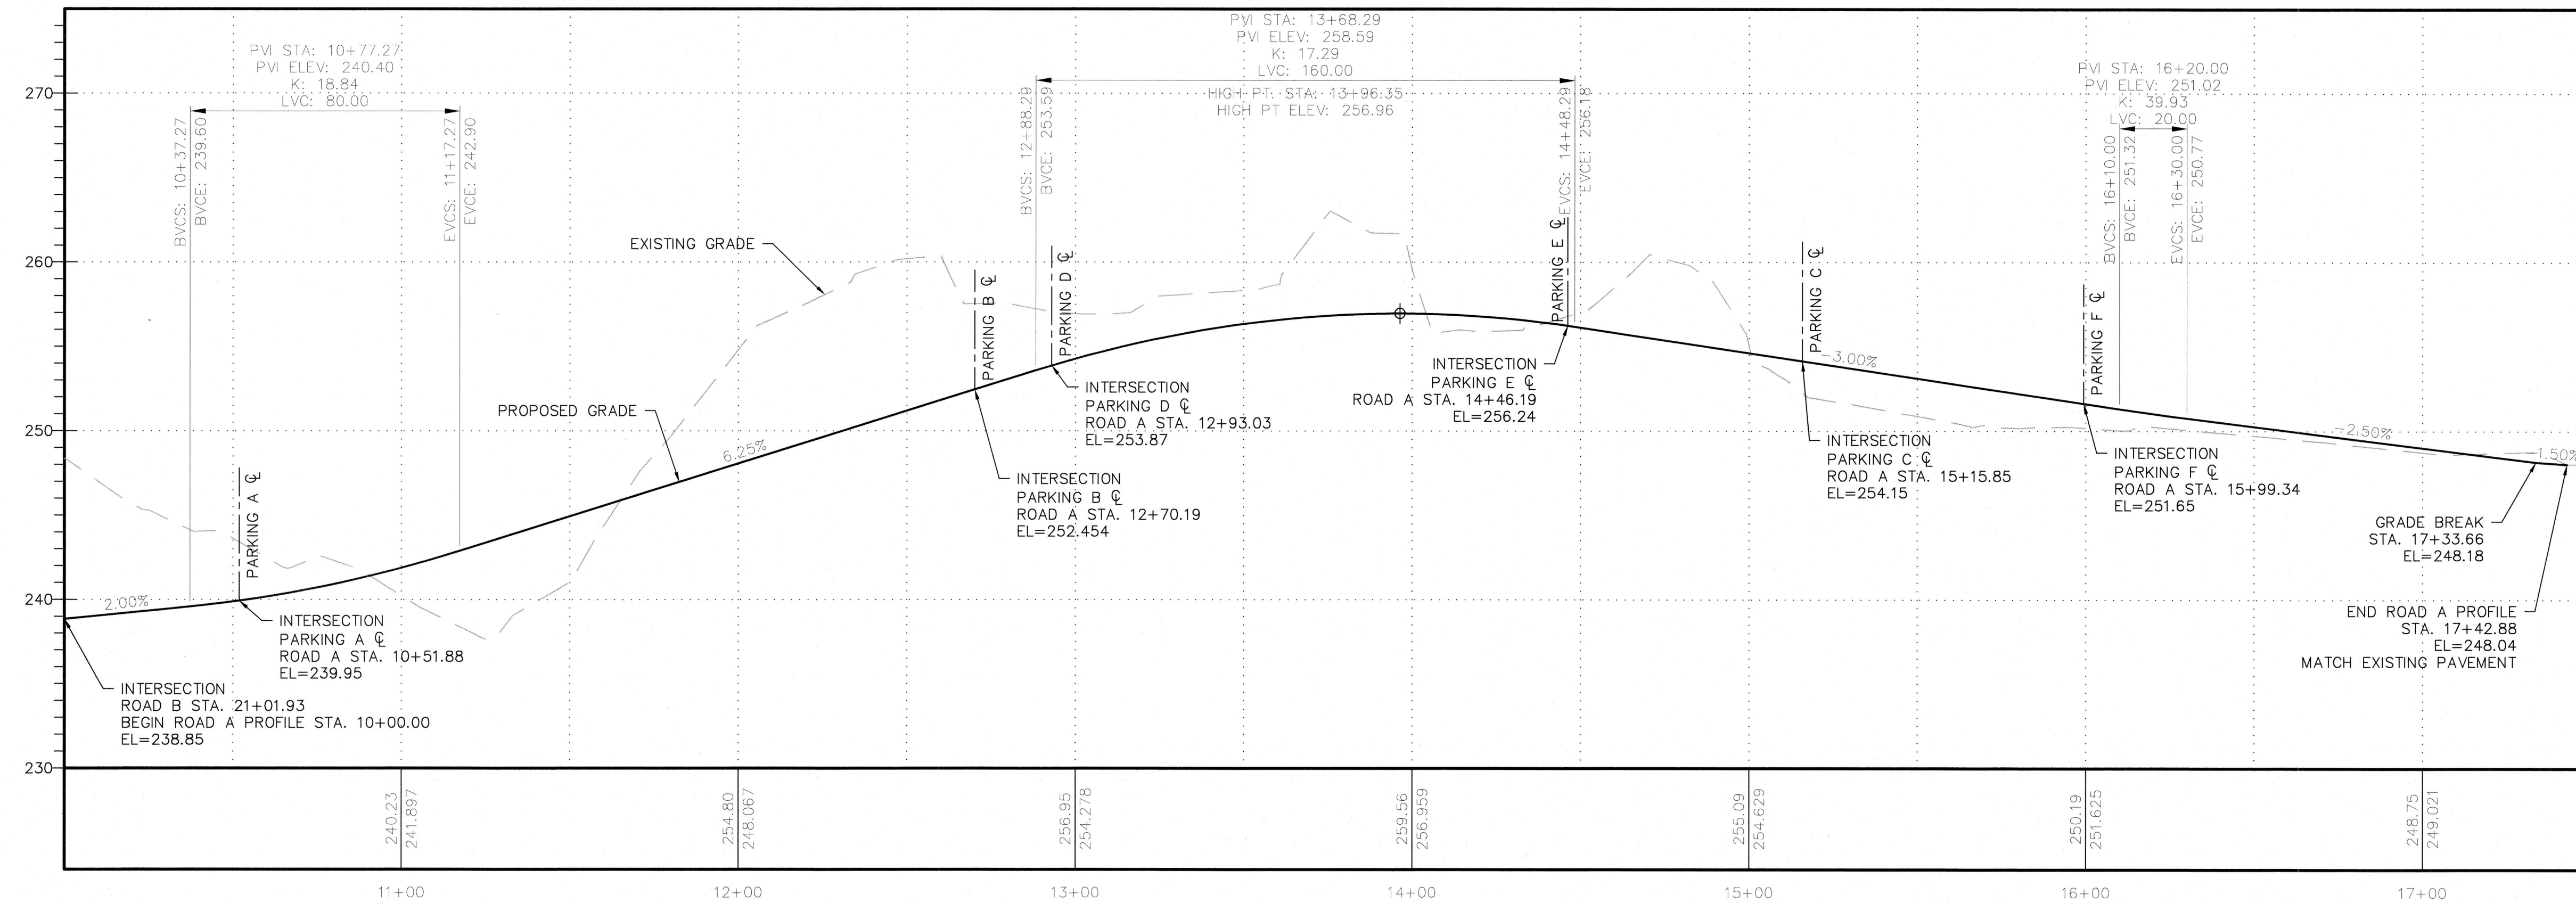 PVI STA: 10+77.27
PVI ELEV: 240.40
K: 18.84
LVC: 80.00
BVCS: 10+37.27
BVCE: 239.60
EVCS: 11+17.27
EVCE: 242.90
PVI STA: 13+68.29
PVI ELEV: 258.59
K: 17.29
LVC: 160.00
HIGH PT. STA: 13+96.35
HIGH PT ELEV: 256.96
BVCS: 12+88.29
BVCE: 253.59
EVCS: 14+48.29
EVCE: 256.18
PVI STA: 16+20.00
PVI ELEV: 251.02
K: 39.93
LVC: 20.00
BVCS: 16+10.00
BVCE: 251.32
EVCS: 16+30.00
EVCE: 250.77
270
260
250
240
230
EXISTING GRADE
PROPOSED GRADE
PARKING A ℄
PARKING B ℄
PARKING D ℄
PARKING E ℄
PARKING C ℄
PARKING F ℄
2.00%
6.25%
-3.00%
-2.50%
-1.50%
INTERSECTION
ROAD B STA. 21+01.93
BEGIN ROAD A PROFILE STA. 10+00.00
EL=238.85
INTERSECTION
PARKING A ℄
ROAD A STA. 10+51.88
EL=239.95
INTERSECTION
PARKING B ℄
ROAD A STA. 12+70.19
EL=252.454
INTERSECTION
PARKING D ℄
ROAD A STA. 12+93.03
EL=253.87
INTERSECTION
PARKING E ℄
ROAD A STA. 14+46.19
EL=256.24
INTERSECTION
PARKING C ℄
ROAD A STA. 15+15.85
EL=254.15
INTERSECTION
PARKING F ℄
ROAD A STA. 15+99.34
EL=251.65
GRADE BREAK
STA. 17+33.66
EL=248.18
END ROAD A PROFILE
STA. 17+42.88
EL=248.04
MATCH EXISTING PAVEMENT
240.23
241.897
254.80
248.067
256.95
254.278
259.56
256.959
255.09
254.629
250.19
251.625
248.75
249.021
11+00
12+00
13+00
14+00
15+00
16+00
17+00